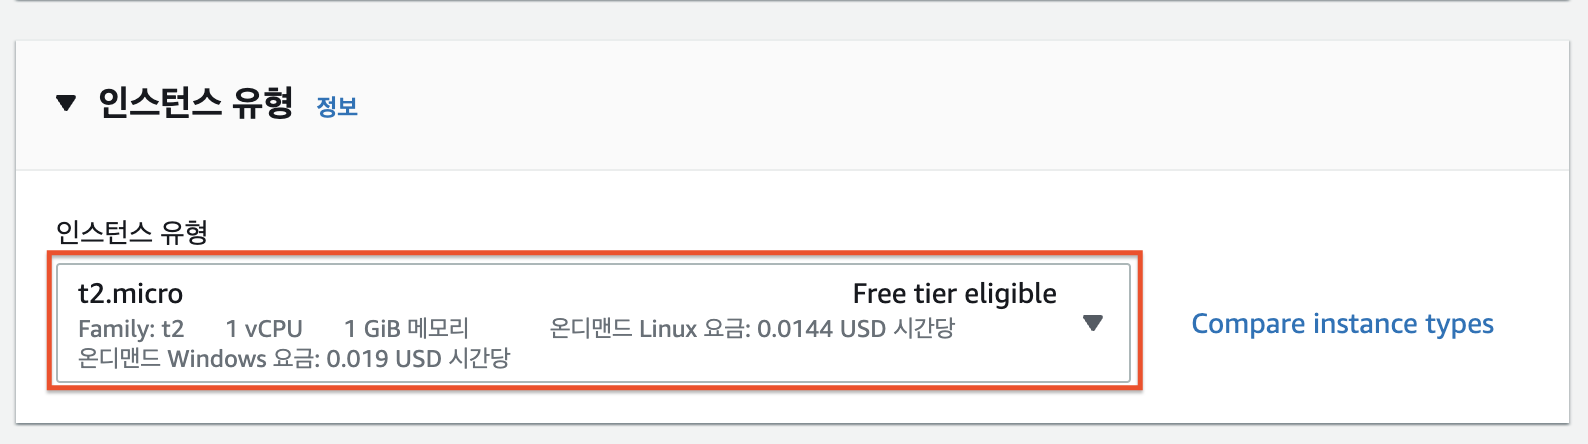 ▼ 인스턴스 유형 정보
인스턴스 유형
t2.micro Free tier eligible
Family: t2 1 vCPU 1 GiB 메모리 온디맨드 Linux 요금: 0.0144 USD 시간당
온디맨드 Windows 요금: 0.019 USD 시간당
Compare instance types